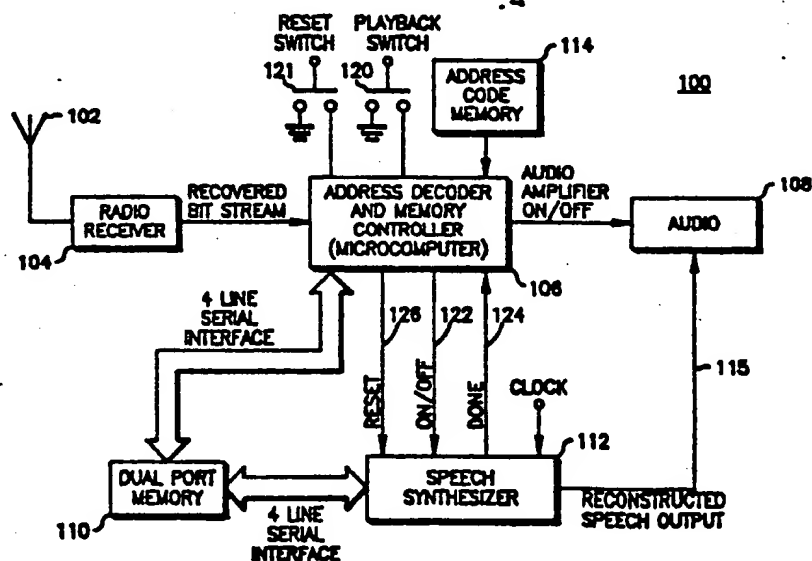 RESET
SWITCH
PLAYBACK
SWITCH
121
120
ADDRESS
CODE
MEMORY
114
100
102
RADIO
RECEIVER
104
RECOVERED
BIT STREAM
ADDRESS DECODER
AND MEMORY
CONTROLLER
(MICROCOMPUTER)
106
AUDIO
AMPLIFIER
ON/OFF
AUDIO
108
4 LINE
SERIAL
INTERFACE
126
122
124
RESET
ON/OFF
DONE
CLOCK
115
DUAL PORT
MEMORY
110
4 LINE
SERIAL
INTERFACE
SPEECH
SYNTHESIZER
112
RECONSTRUCTED
SPEECH OUTPUT